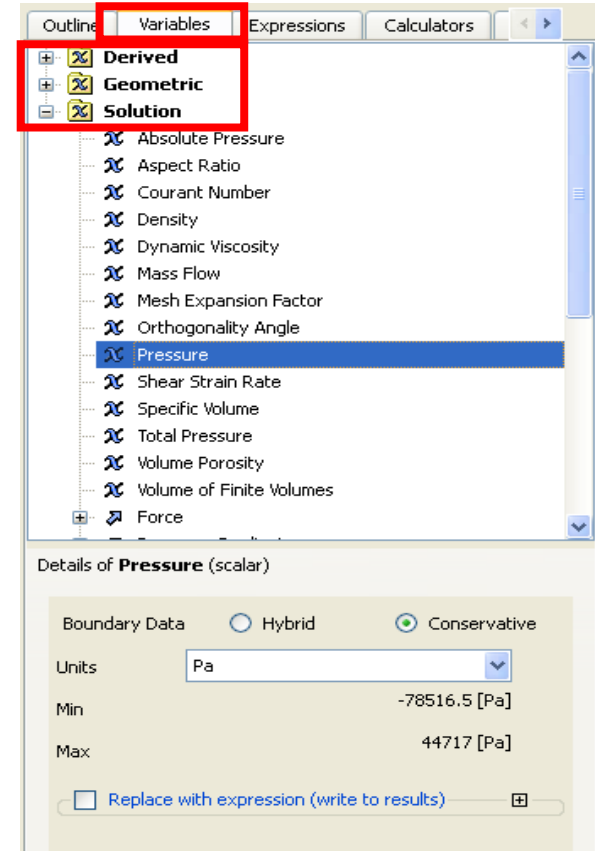 Outline Variables Expressions Calculators
Derived
Geometric
Solution
Absolute Pressure
Aspect Ratio
Courant Number
Density
Dynamic Viscosity
Mass Flow
Mesh Expansion Factor
Orthogonality Angle
Pressure
Shear Strain Rate
Specific Volume
Total Pressure
Volume Porosity
Volume of Finite Volumes
Force
Details of Pressure (scalar)
Boundary Data Hybrid Conservative
Units Pa
Min -78516.5 [Pa]
Max 44717 [Pa]
Replace with expression (write to results)